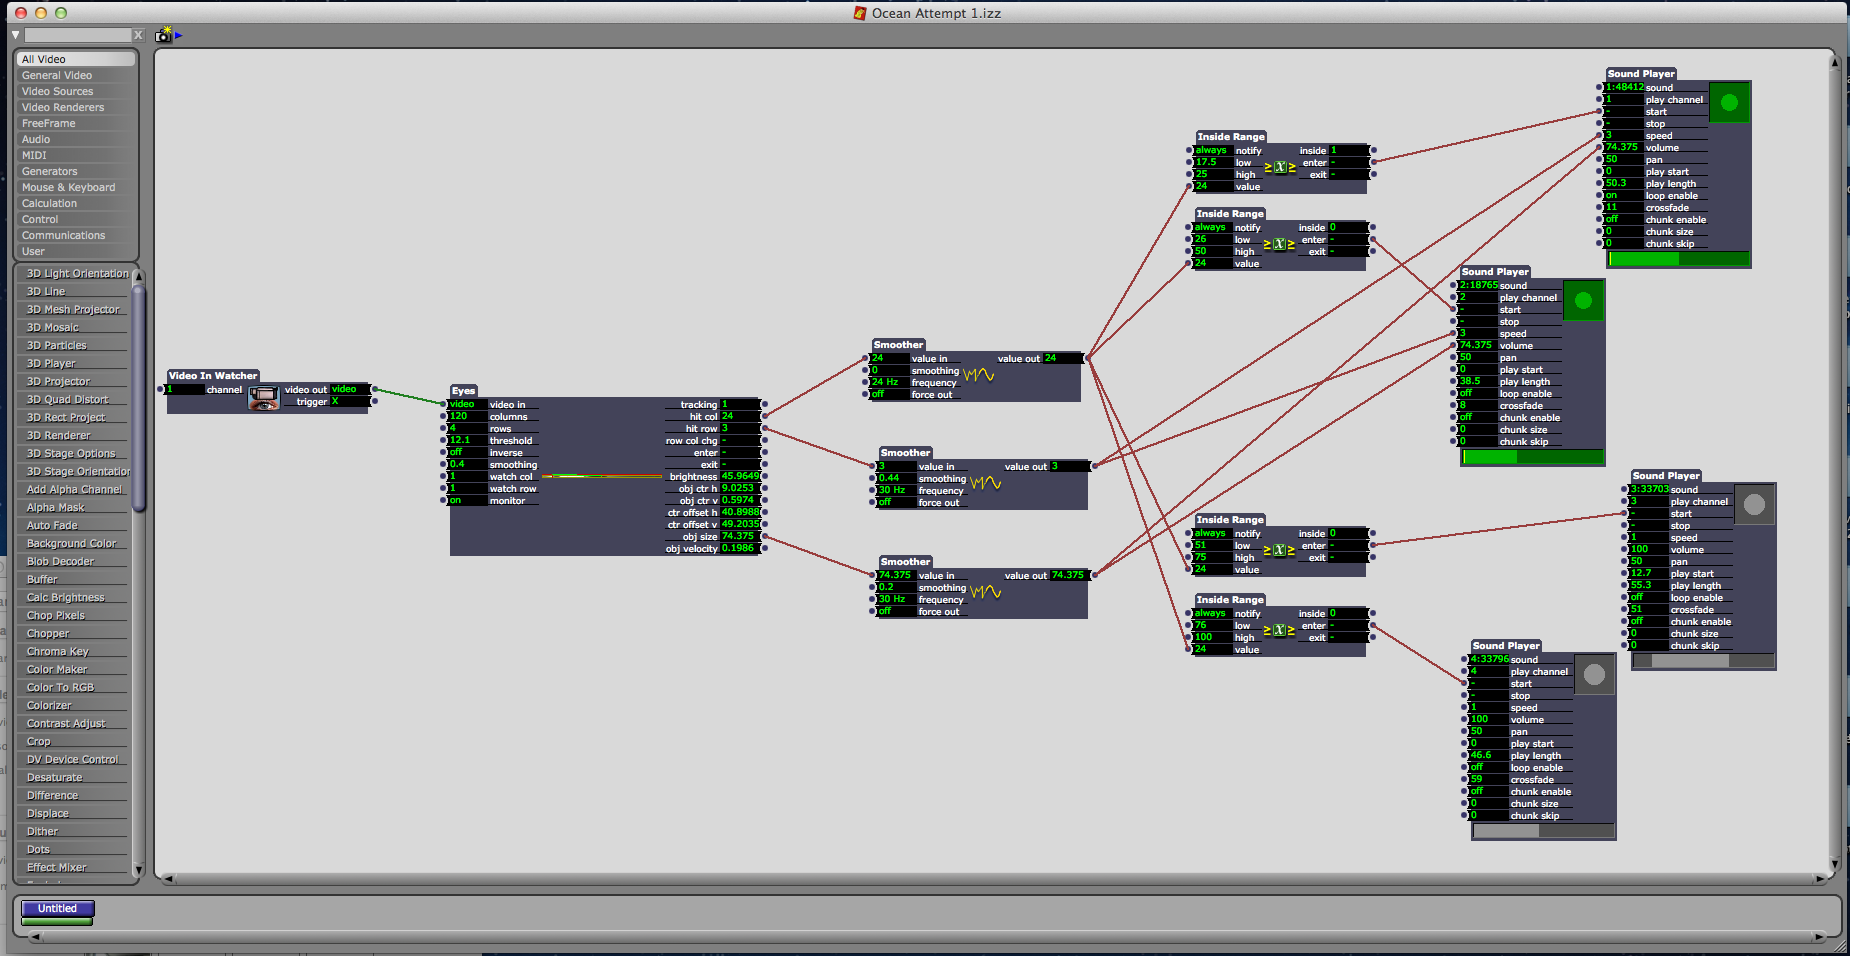 Ocean Attempt 1.izz
X
All Video
General Video
Video Sources
Video Renderers
FreeFrame
Audio
MIDI
Generators
Mouse & Keyboard
Calculation
Control
Communications
User
3D Light Orientation
3D Line
3D Mesh Projector
3D Mosaic
3D Particles
3D Player
3D Projector
3D Quad Distort
3D Rect Project
3D Renderer
3D Stage Options
3D Stage Orientation
Add Alpha Channel
Alpha Mask
Auto Fade
Background Color
Blob Decoder
Buffer
Calc Brightness
Chop Pixels
Chopper
Chroma Key
Color Maker
Color To RGB
Colorizer
Contrast Adjust
Crop
DV Device Control
Desaturate
Difference
Displace
Dither
Dots
Effect Mixer
Video In Watcher
1 channel video out video
trigger X
Eyes
video video in tracking 1
120 columns hit col 24
4 rows hit row 3
12.1 threshold row col chg -
off inverse enter -
0.4 smoothing exit -
1 watch col brightness 45.9649
1 watch row obj ctr h 9.0253
on monitor obj ctr v 0.5974
ctr offset h 40.8988
ctr offset v 49.2035
obj size 74.375
obj velocity 0.1986
Smoother
24 value in value out 24
0 smoothing
24 Hz frequency
off force out
Smoother
3 value in value out 3
0.44 smoothing
30 Hz frequency
off force out
Smoother
74.375 value in value out 74.375
0.2 smoothing
30 Hz frequency
off force out
Inside Range
always notify inside 1
17.5 low ≥ X ≥ enter -
25 high exit -
24 value
Inside Range
always notify inside 0
26 low ≥ X ≥ enter -
50 high exit -
24 value
Inside Range
always notify inside 0
51 low ≥ X ≥ enter -
75 high exit -
24 value
Inside Range
always notify inside 0
76 low ≥ X ≥ enter -
100 high exit -
24 value
Sound Player
1:48412 sound
1 play channel
- start
- stop
3 speed
74.375 volume
50 pan
0 play start
50.3 play length
on loop enable
11 crossfade
off chunk enable
0 chunk size
0 chunk skip
Sound Player
2:18765 sound
2 play channel
- start
- stop
3 speed
74.375 volume
50 pan
0 play start
38.5 play length
off loop enable
8 crossfade
off chunk enable
0 chunk size
0 chunk skip
Sound Player
3:33703 sound
3 play channel
- start
- stop
1 speed
100 volume
50 pan
12.7 play start
55.3 play length
off loop enable
51 crossfade
off chunk enable
0 chunk size
0 chunk skip
Sound Player
4:33796 sound
4 play channel
- start
- stop
1 speed
100 volume
50 pan
0 play start
46.6 play length
off loop enable
59 crossfade
off chunk enable
0 chunk size
0 chunk skip
Untitled